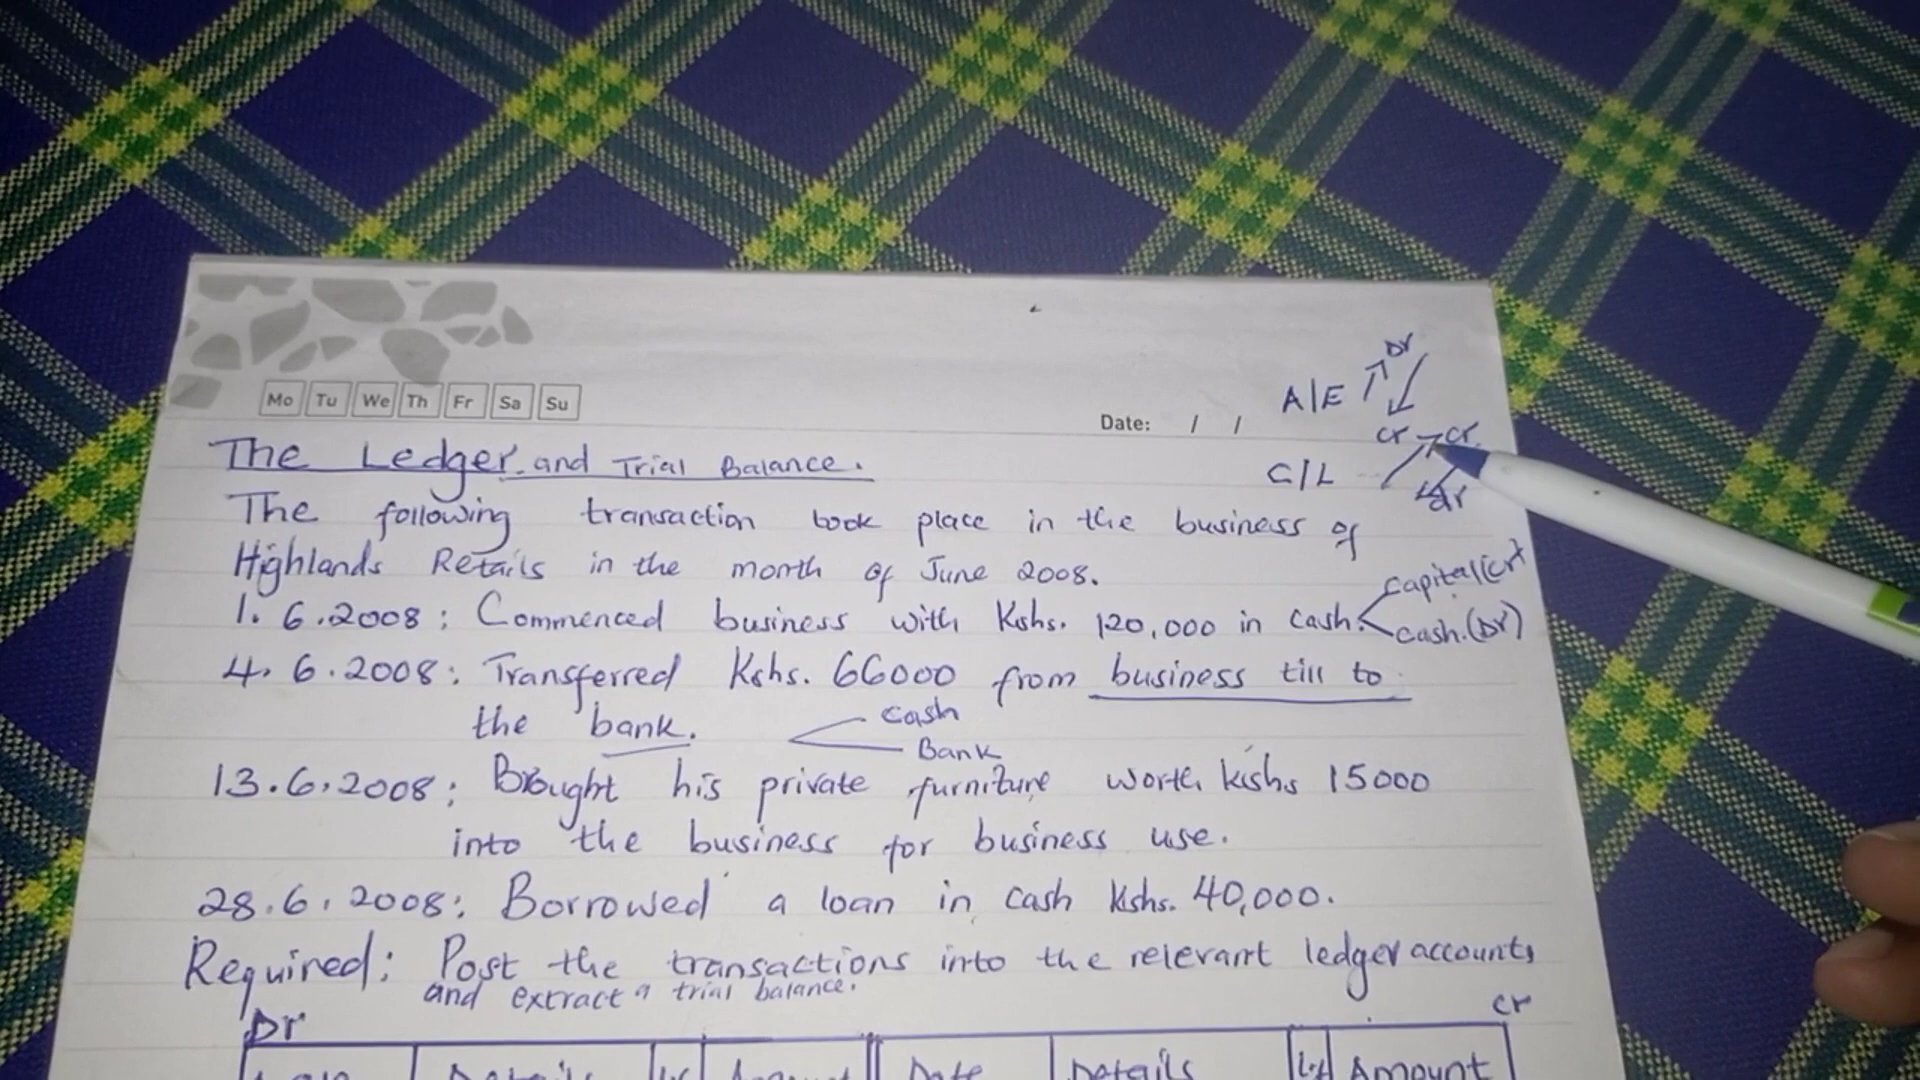 Mo Tu We Th Fr Sa Su
Date: / /
Dr
A/E
Cr Cr
C/L
dr
The Ledger and Trial Balance.
The following transaction took place in the business of
Highlands Retails in the month of June 2008.
1. 6.2008: Commenced business with Kshs. 120,000 in cash.
Capital (Cr)
Cash. (Dr)
4. 6.2008: Transferred Kshs. 66000 from business till to
the bank.
Cash
Bank
13.6.2008: Brought his private furniture worth kshs 15000
into the business for business use.
28.6.2008: Borrowed a loan in cash kshs. 40,000.
Required: Post the transactions into the relevant ledger accounts
and extract a trial balance.
Dr Cr
Details Amount Date Details Amount